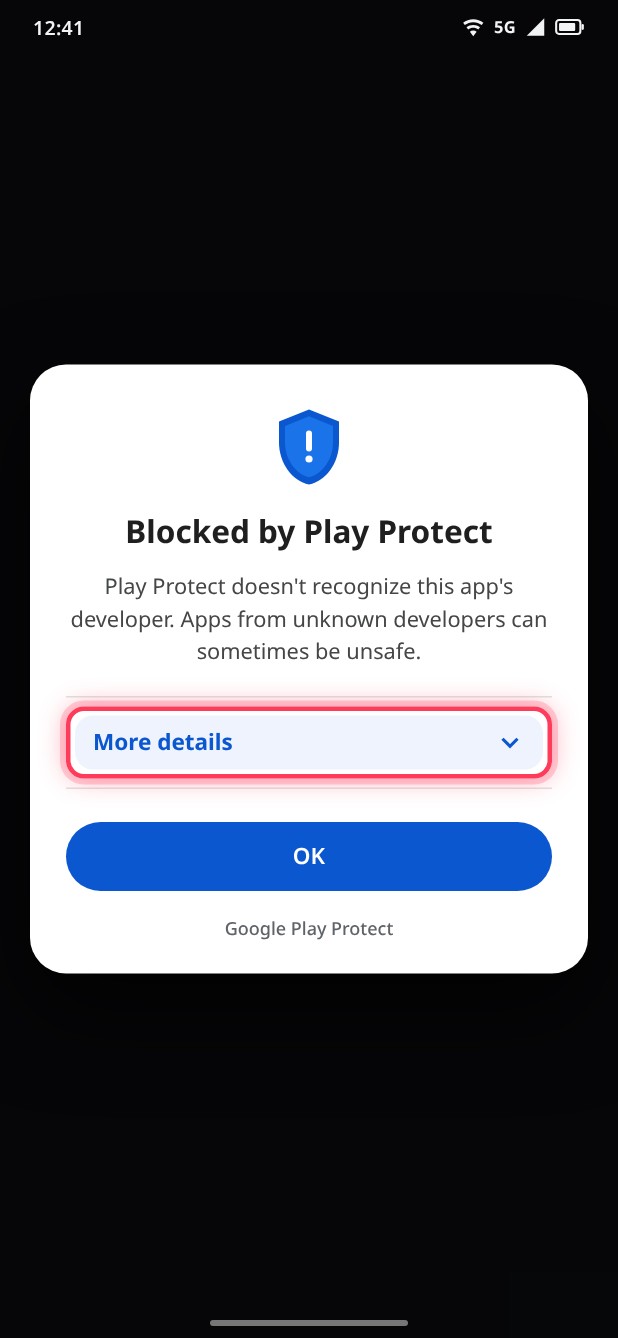 12:41
5G
Blocked by Play Protect
Play Protect doesn't recognize this app's
developer. Apps from unknown developers can
sometimes be unsafe.
More details
OK
Google Play Protect